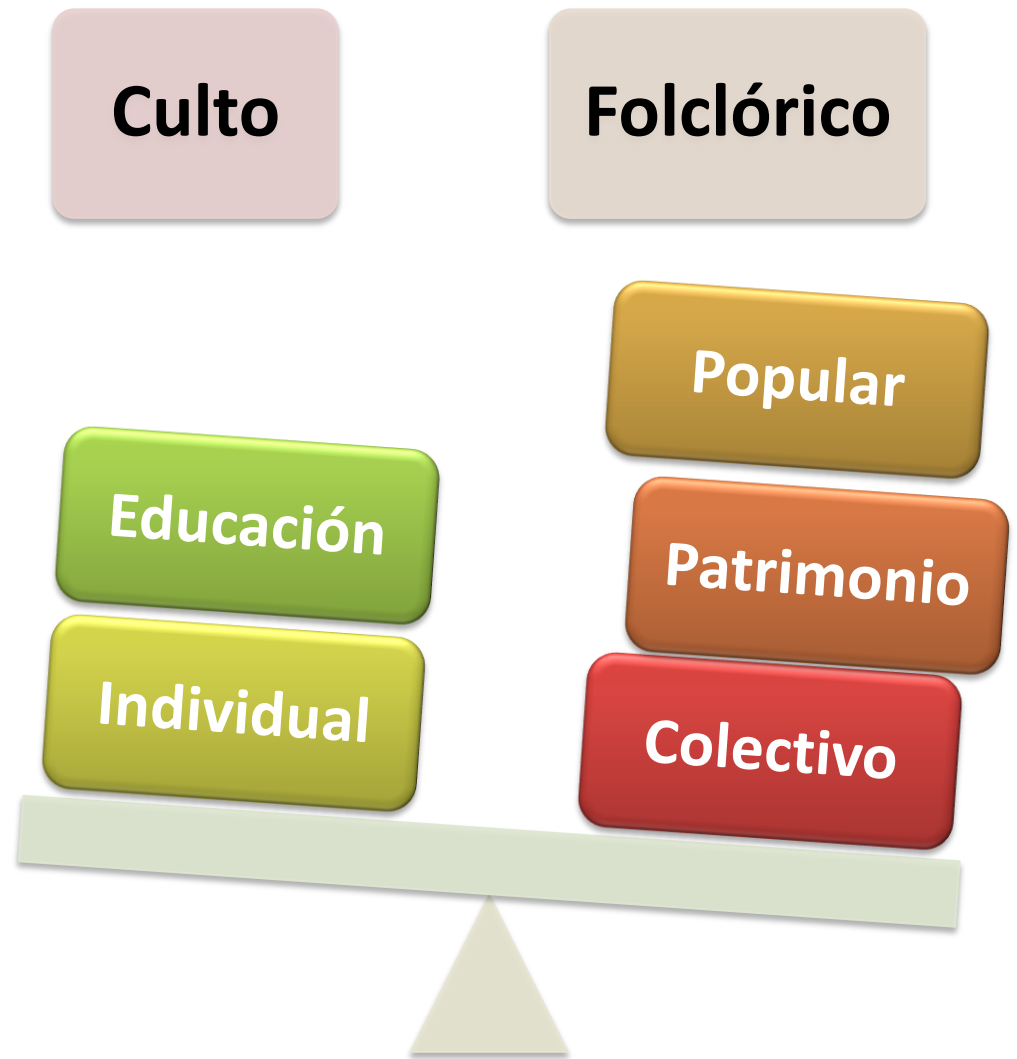 Culto
Folclórico
Popular
Educación
Patrimonio
Individual
Colectivo